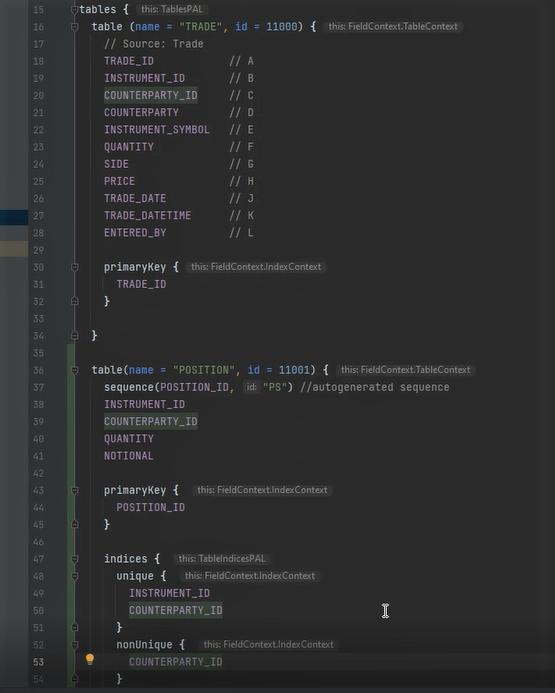 15 tables { this: TablesPAL
16 table (name = "TRADE", id = 11000) { this: FieldContext.TableContext
17 // Source: Trade
18 TRADE_ID // A
19 INSTRUMENT_ID // B
20 COUNTERPARTY_ID // C
21 COUNTERPARTY // D
22 INSTRUMENT_SYMBOL // E
23 QUANTITY // F
24 SIDE // G
25 PRICE // H
26 TRADE_DATE // J
27 TRADE_DATETIME // K
28 ENTERED_BY // L
29
30 primaryKey { this: FieldContext.IndexContext
31 TRADE_ID
32 }
33
34 }
35
36 table(name = "POSITION", id = 11001) { this: FieldContext.TableContext
37 sequence(POSITION_ID, id: "PS") //autogenerated sequence
38 INSTRUMENT_ID
39 COUNTERPARTY_ID
40 QUANTITY
41 NOTIONAL
42
43 primaryKey { this: FieldContext.IndexContext
44 POSITION_ID
45 }
46
47 indices { this: TableIndicesPAL
48 unique { this: FieldContext.IndexContext
49 INSTRUMENT_ID
50 COUNTERPARTY_ID
51 }
52 nonUnique { this: FieldContext.IndexContext
53 COUNTERPARTY_ID
54 }